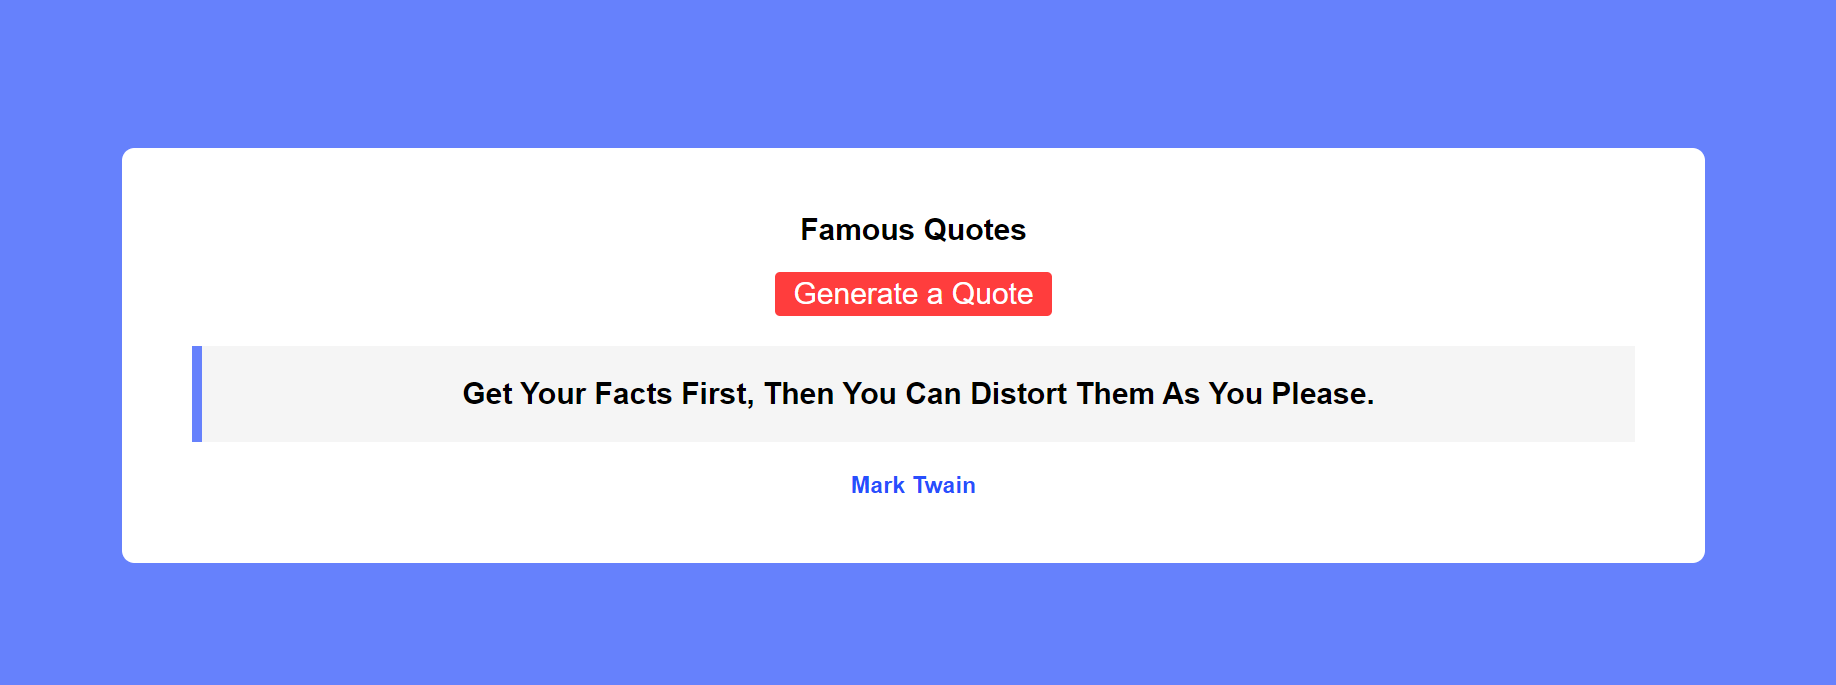 Famous Quotes
Generate a Quote
Get Your Facts First, Then You Can Distort Them As You Please.
Mark Twain